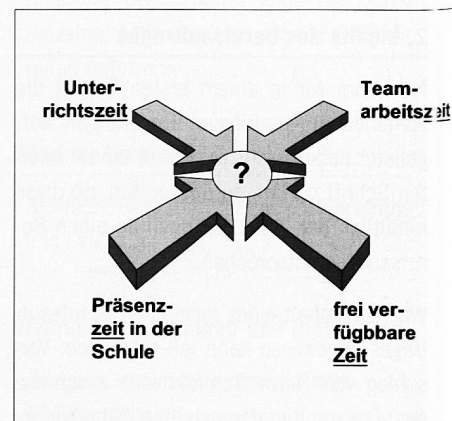 Unter-
richtszeit
Team-
arbeitszeit
?
Präsenz-
zeit in der
Schule
frei ver-
fügbbare
Zeit